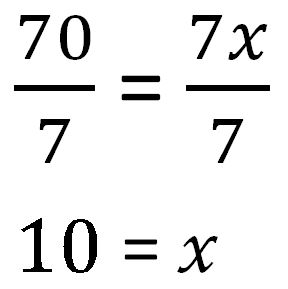 70/7 = 7x/7
10 = x